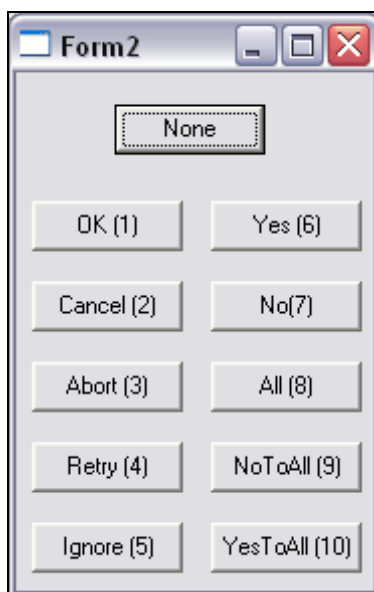 Form2
None
OK (1)
Yes (6)
Cancel (2)
No(7)
Abort (3)
All (8)
Retry (4)
NoToAll (9)
Ignore (5)
YesToAll (10)